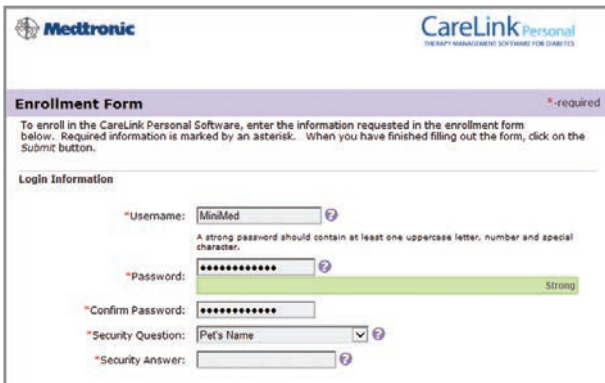 Medtronic
CareLink Personal
THERAPY MANAGEMENT SOFTWARE FOR DIABETES
Enrollment Form
*-required
To enroll in the CareLink Personal Software, enter the information requested in the enrollment form
below. Required information is marked by an asterisk. When you have finished filling out the form, click on the
Submit button.
Login Information
*Username: MiniMed ?
A strong password should contain at least one uppercase letter, number and special
character.
*Password: •••••••••••• ?
Strong
*Confirm Password: ••••••••••••
*Security Question: Pet's Name ?
*Security Answer: ?